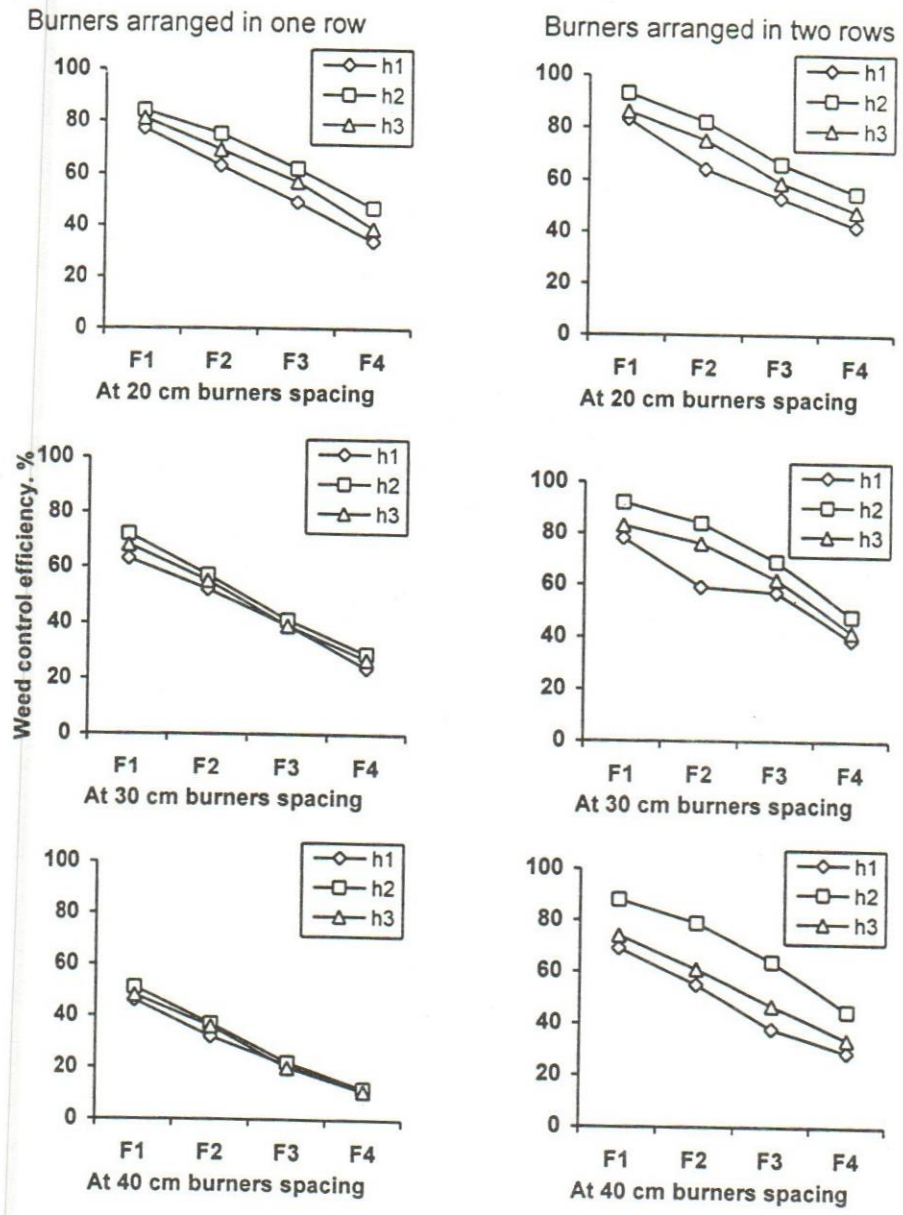 Burners arranged in one row
100
80
60
40
20
0
h1
h2
h3
F1 F2 F3 F4
At 20 cm burners spacing
Burners arranged in two rows
100
80
60
40
20
0
h1
h2
h3
F1 F2 F3 F4
At 20 cm burners spacing
Weed control efficiency. %
100
80
60
40
20
0
h1
h2
h3
F1 F2 F3 F4
At 30 cm burners spacing
100
80
60
40
20
0
h1
h2
h3
F1 F2 F3 F4
At 30 cm burners spacing
100
80
60
40
20
0
h1
h2
h3
F1 F2 F3 F4
At 40 cm burners spacing
100
80
60
40
20
0
h1
h2
h3
F1 F2 F3 F4
At 40 cm burners spacing